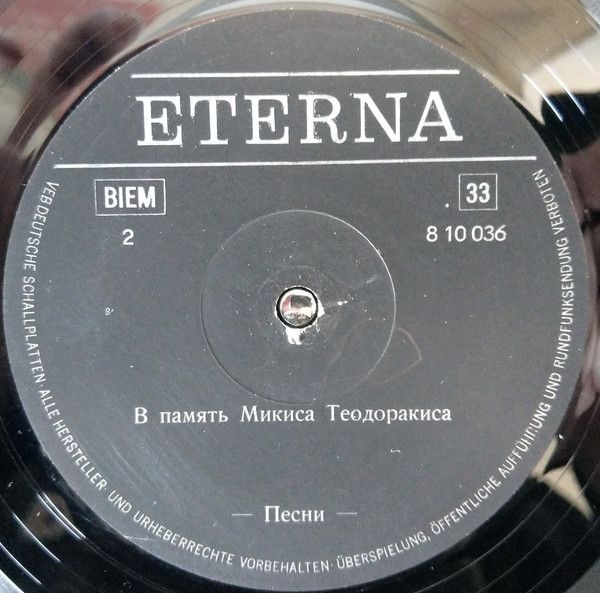 ETERNA
BIEM
33
2
8 10 036
В память Микиса Теодоракиса
— Песни —
VEB DEUTSCHE SCHALLPLATTEN · ALLE HERSTELLER- UND URHEBERRECHTE VORBEHALTEN · ÜBERSPIELUNG, ÖFFENTLICHE AUFFÜHRUNG UND RUNDFUNKSENDUNG VERBOTEN